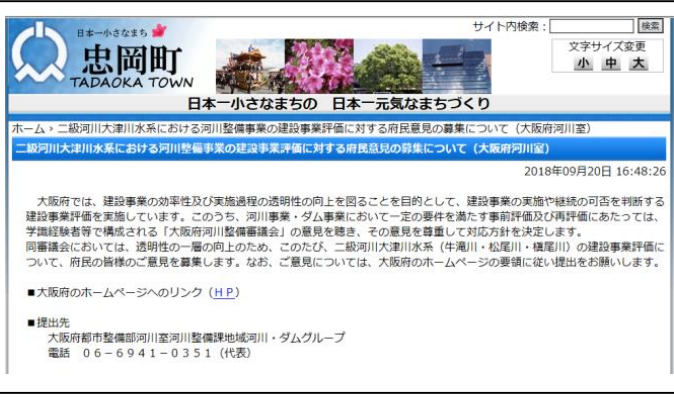 サイト内検索： 検索
日本一小さなまち
忠岡町
TADAOKA TOWN
文字サイズ変更
小 中 大
日本一小さなまちの 日本一元気なまちづくり
ホーム › 二級河川大津川水系における河川整備事業の建設事業評価に対する府民意見の募集について（大阪府河川室）
二級河川大津川水系における河川整備事業の建設事業評価に対する府民意見の募集について（大阪府河川室）
2018年09月20日 16:48:26
大阪府では、建設事業の効率性及び実施過程の透明性の向上を図ることを目的として、建設事業の実施や継続の可否を判断する
建設事業評価を実施しています。このうち、河川事業・ダム事業において一定の要件を満たす事前評価及び再評価にあたっては、
学識経験者等で構成される「大阪府河川整備審議会」の意見を聴き、その意見を尊重して対応方針を決定します。
同審議会においては、透明性の一層の向上のため、このたび、二級河川大津川水系（牛滝川・松尾川・槇尾川）の建設事業評価に
ついて、府民の皆様のご意見を募集します。なお、ご意見については、大阪府のホームページの要領に従い提出をお願いします。
■大阪府のホームページへのリンク（ＨＰ）
■提出先
大阪府都市整備部河川室河川整備課地域河川・ダムグループ
電話 ０６－６９４１－０３５１（代表）